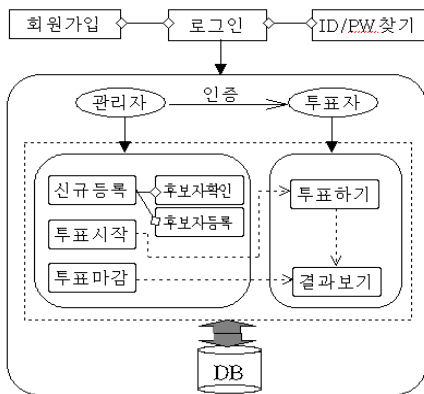 회원가입 로그인 ID/PW찾기
관리자 인증 투표자
신규등록 후보자확인
후보자등록
투표하기
투표시작
투표마감
결과보기
DB